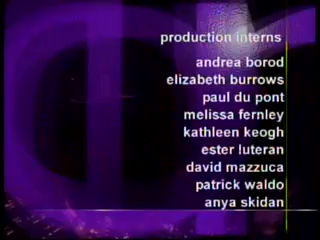 production interns
andrea borod
elizabeth burrows
paul du pont
melissa fernley
kathleen keogh
ester luteran
david mazzuca
patrick waldo
anya skidan